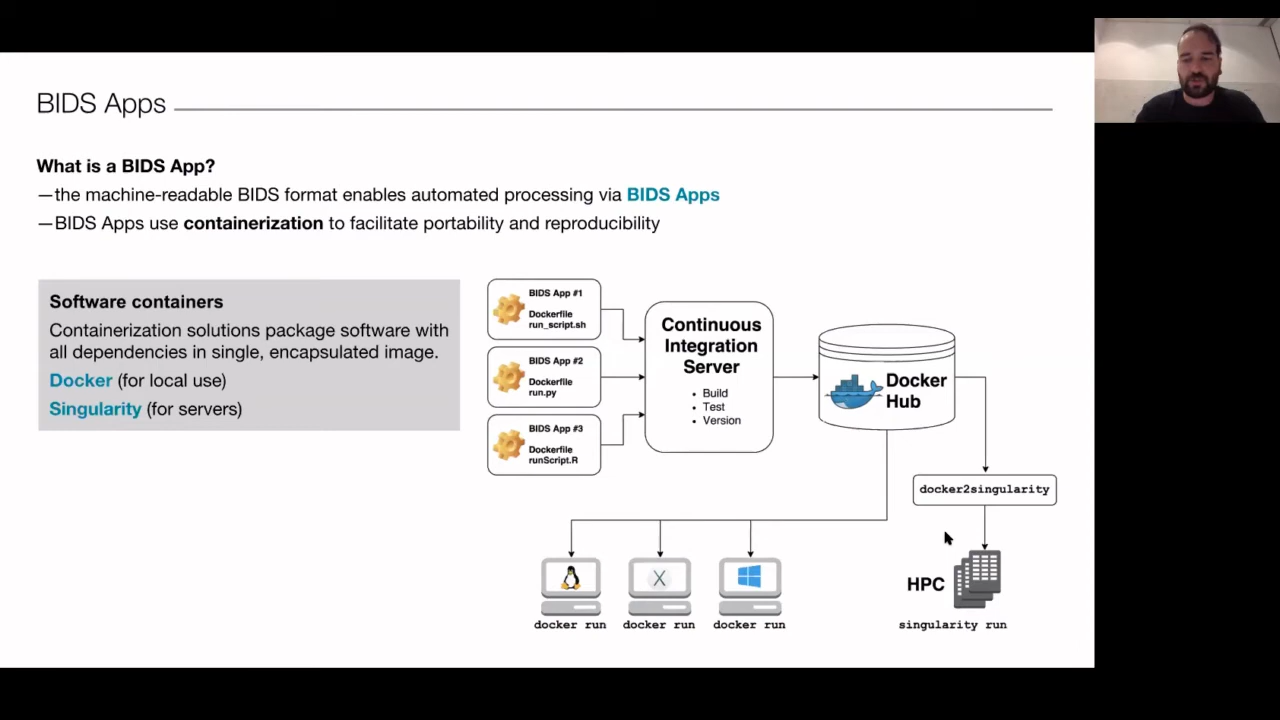 BIDS Apps
What is a BIDS App?
—the machine-readable BIDS format enables automated processing via BIDS Apps
—BIDS Apps use containerization to facilitate portability and reproducibility
Software containers
Containerization solutions package software with
all dependencies in single, encapsulated image.
Docker (for local use)
Singularity (for servers)
BIDS App #1
Dockerfile
run_script.sh
BIDS App #2
Dockerfile
run.py
BIDS App #3
Dockerfile
runScript.R
Continuous
Integration
Server
• Build
• Test
• Version
Docker
Hub
docker2singularity
HPC
docker run
docker run
docker run
singularity run